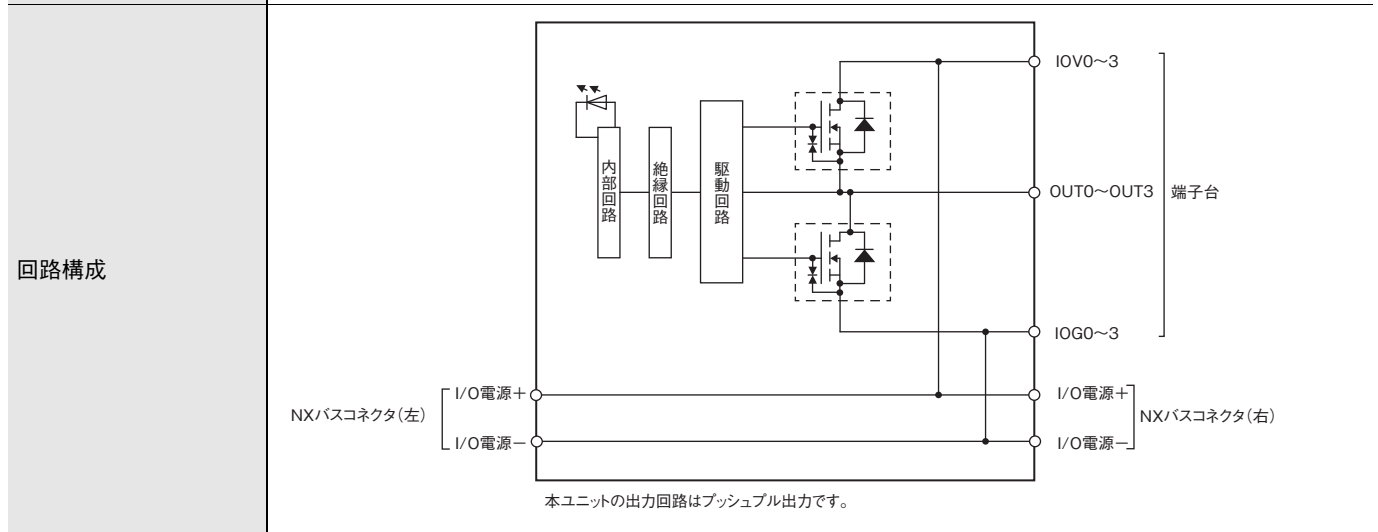 回路構成
IOV0～3
内部回路
絶縁回路
駆動回路
OUT0～OUT3
端子台
IOG0～3
NXバスコネクタ（左）
I/O電源＋
I/O電源－
I/O電源＋
I/O電源－
NXバスコネクタ（右）
本ユニットの出力回路はプッシュプル出力です。